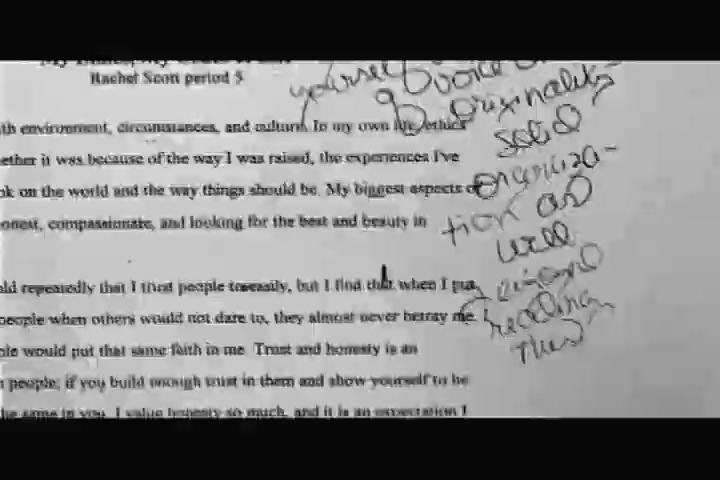 Rachel Scott period 5
yourself voice
originality
solid
organiza-
tion as
well
I enjoyed
reading
this
th environment, circumstances, and culture. In my own life, ethics
ether it was because of the way I was raised, the experiences I've
ok on the world and the way things should be. My biggest aspects of
onest, compassionate, and looking for the best and beauty in
old repeatedly that I trust people to easily, but I find that when I put
people when others would not dare to, they almost never betray me.
ple would put that same faith in me. Trust and honesty is an
n people; if you build enough trust in them and show yourself to be
the same in you. I value honesty so much, and it is an expectation I